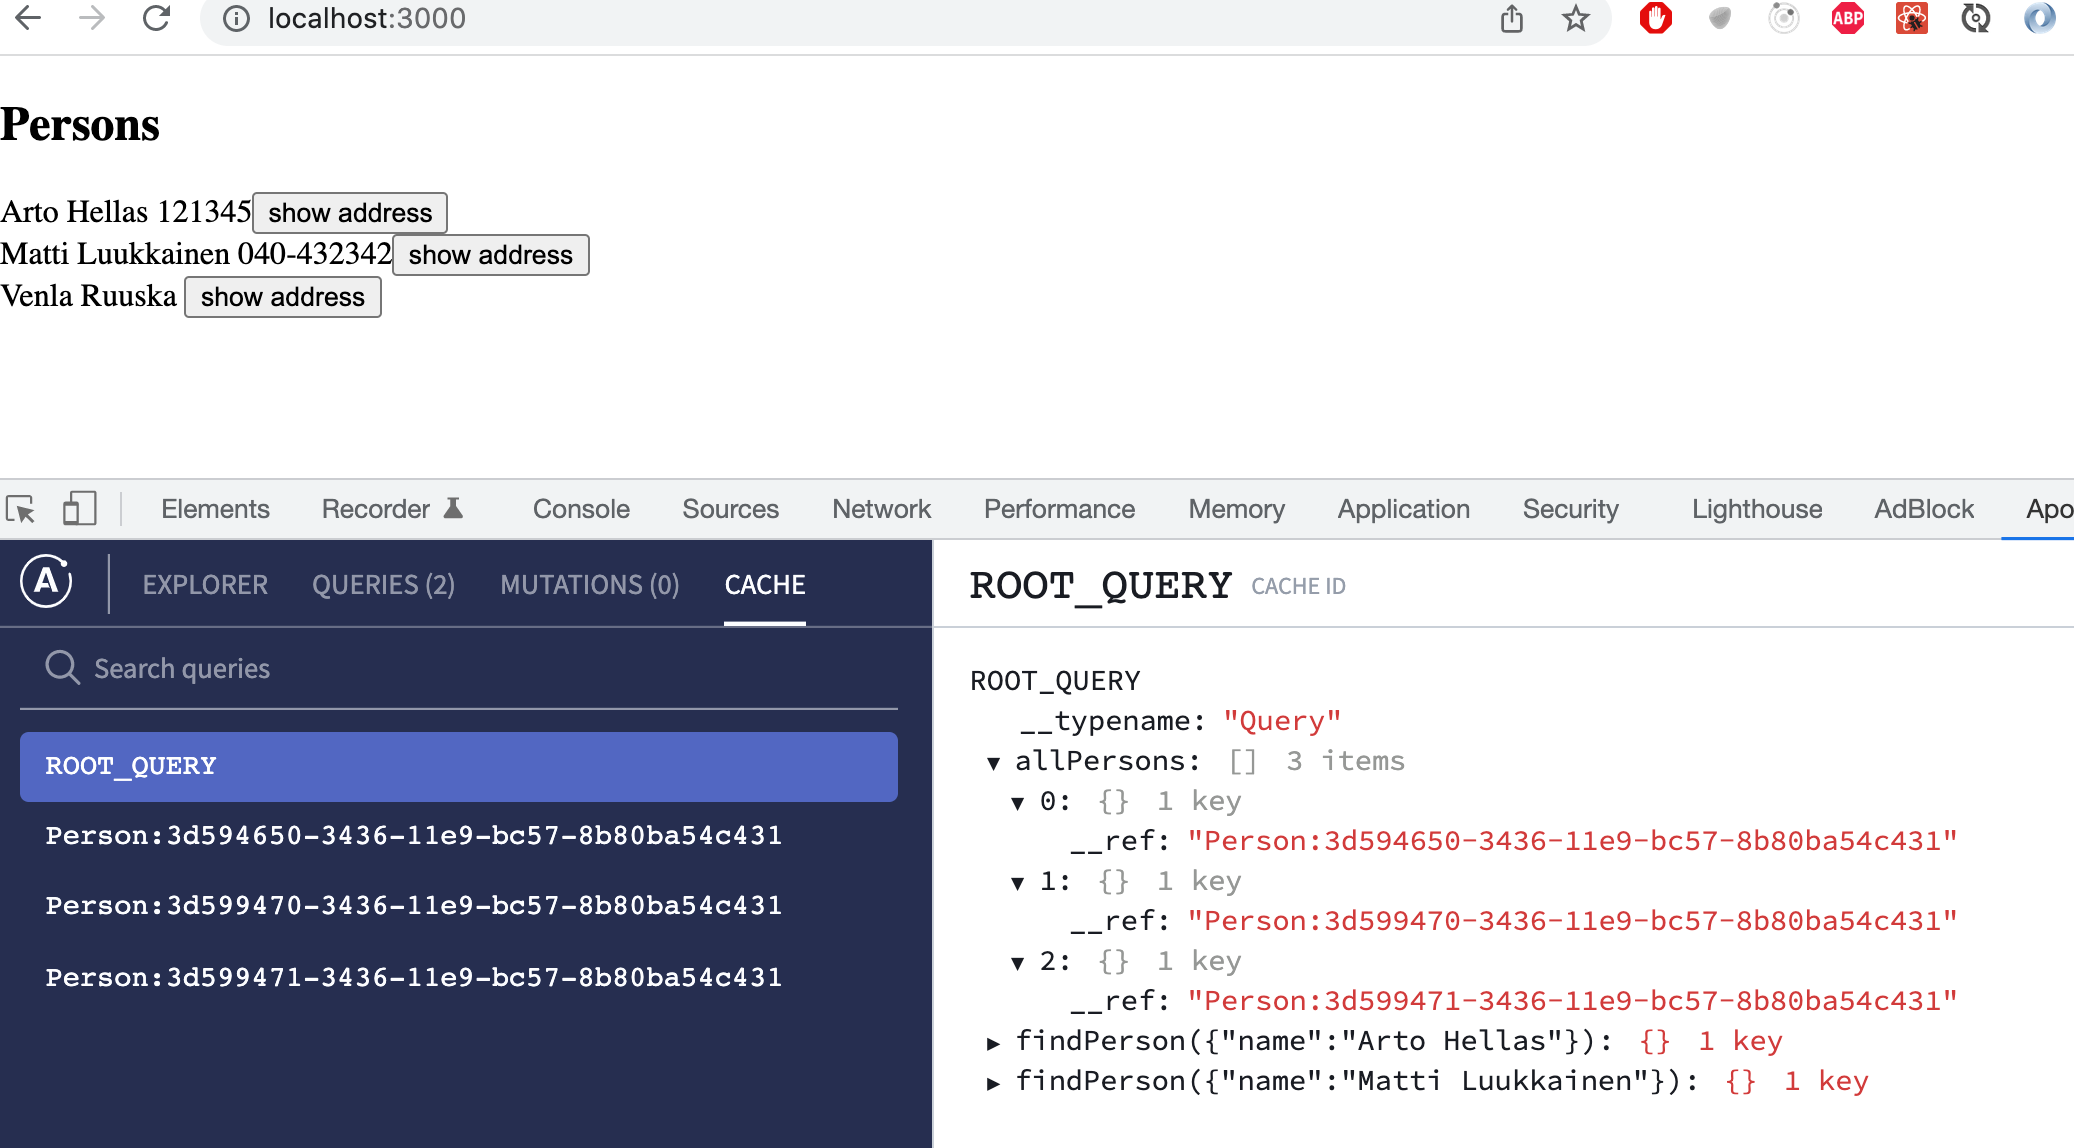 localhost:3000
ABP
Persons
Arto Hellas 121345 show address
Matti Luukkainen 040-432342 show address
Venla Ruuska show address
Elements Recorder Console Sources Network Performance Memory Application Security Lighthouse AdBlock Apo
A EXPLORER QUERIES (2) MUTATIONS (0) CACHE
Search queries
ROOT_QUERY
Person:3d594650-3436-11e9-bc57-8b80ba54c431
Person:3d599470-3436-11e9-bc57-8b80ba54c431
Person:3d599471-3436-11e9-bc57-8b80ba54c431
ROOT_QUERY CACHE ID
ROOT_QUERY
__typename: "Query"
▼ allPersons: [] 3 items
▼ 0: {} 1 key
__ref: "Person:3d594650-3436-11e9-bc57-8b80ba54c431"
▼ 1: {} 1 key
__ref: "Person:3d599470-3436-11e9-bc57-8b80ba54c431"
▼ 2: {} 1 key
__ref: "Person:3d599471-3436-11e9-bc57-8b80ba54c431"
▶ findPerson({"name":"Arto Hellas"}): {} 1 key
▶ findPerson({"name":"Matti Luukkainen"}): {} 1 key